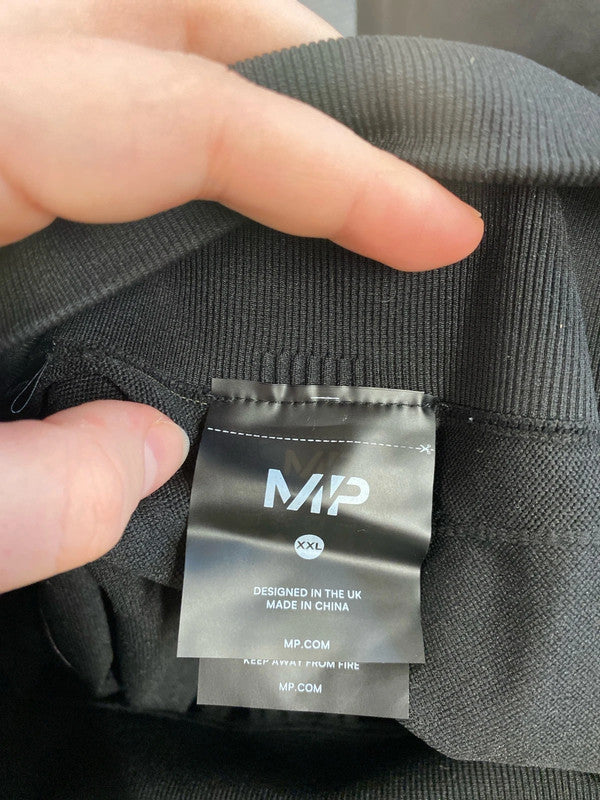 MP
XXL
DESIGNED IN THE UK
MADE IN CHINA
MP.COM
KEEP AWAY FROM FIRE
MP.COM